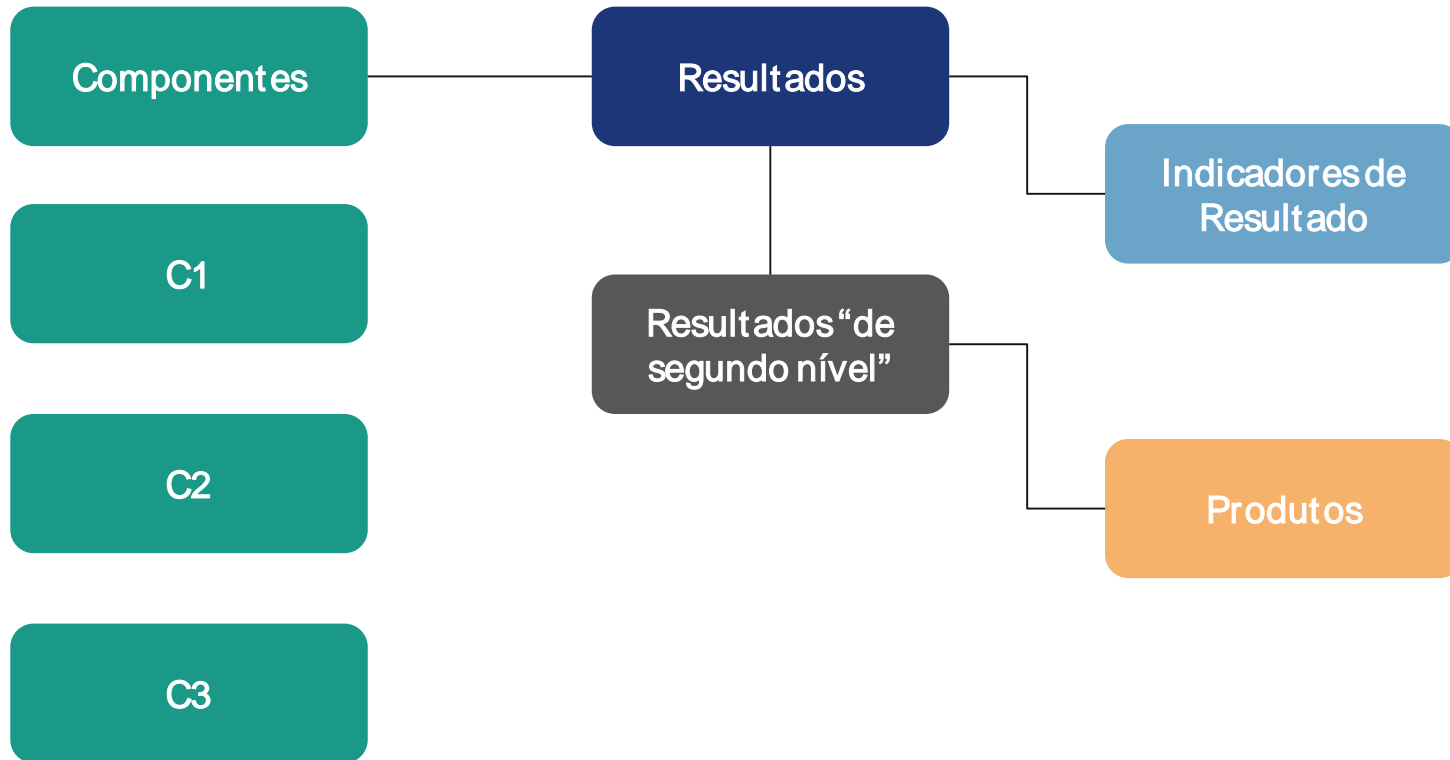 Componentes
Resultados
Indicadores de
Resultado
C1
Resultados “de
segundo nível”
C2
Produtos
C3